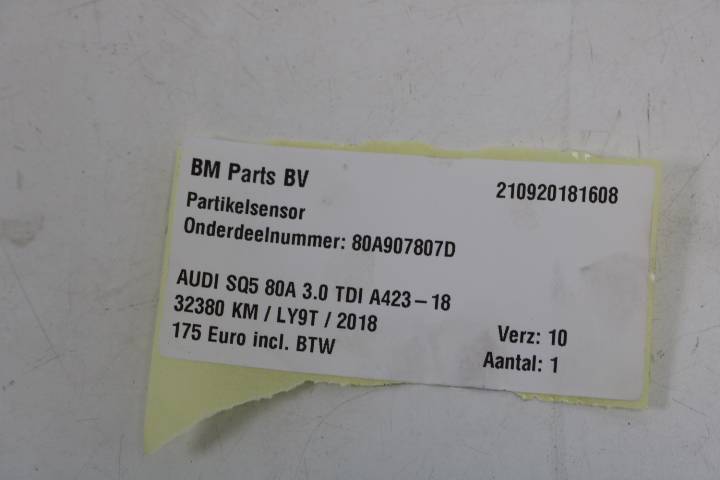 BM Parts BV
210920181608
Partikelsensor
Onderdeelnummer: 80A907807D
AUDI SQ5 80A 3.0 TDI A423-18
32380 KM / LY9T / 2018
Verz: 10
175 Euro incl. BTW
Aantal: 1